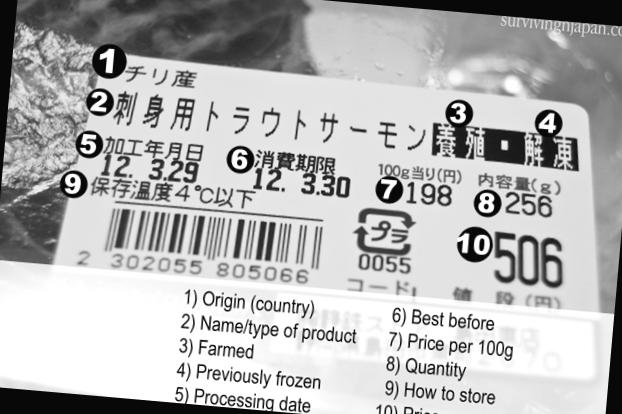 survivingnjapan.co
1 チリ産
2 刺身用トラウトサーモン 3 養殖・4 解凍
5 加工年月日 6 消費期限 100g当り(円) 内容量(g)
12. 3.29 12. 3.30 7 198 8 256
9 保存温度4℃以下
プラ 10 506
2 302055 805066 0055
コード 値段(円)
1) Origin (country)
2) Name/type of product
3) Farmed
4) Previously frozen
5) Processing date
6) Best before
7) Price per 100g
8) Quantity
9) How to store
10) Price